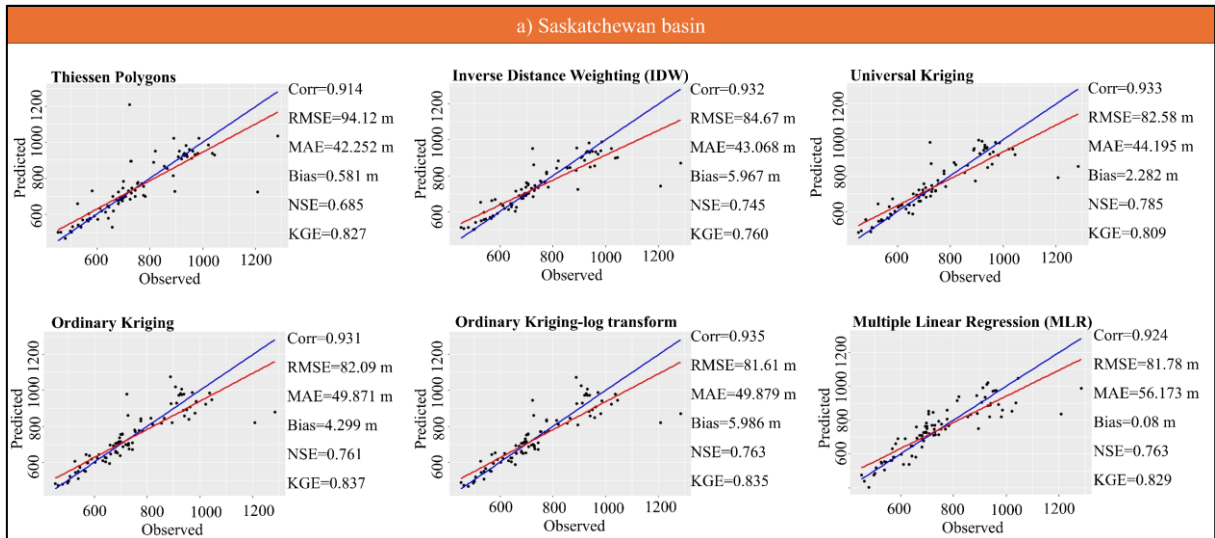 a) Saskatchewan basin
Thiessen Polygons
Corr=0.914
RMSE=94.12 m
MAE=42.252 m
Bias=0.581 m
NSE=0.685
KGE=0.827
Predicted
600 800 1000 1200
600 800 1000 1200
Observed
Inverse Distance Weighting (IDW)
Corr=0.932
RMSE=84.67 m
MAE=43.068 m
Bias=5.967 m
NSE=0.745
KGE=0.760
Predicted
600 800 1000 1200
600 800 1000 1200
Observed
Universal Kriging
Corr=0.933
RMSE=82.58 m
MAE=44.195 m
Bias=2.282 m
NSE=0.785
KGE=0.809
Predicted
600 800 1000 1200
600 800 1000 1200
Observed
Ordinary Kriging
Corr=0.931
RMSE=82.09 m
MAE=49.871 m
Bias=4.299 m
NSE=0.761
KGE=0.837
Predicted
600 800 1000 1200
600 800 1000 1200
Observed
Ordinary Kriging-log transform
Corr=0.935
RMSE=81.61 m
MAE=49.879 m
Bias=5.986 m
NSE=0.763
KGE=0.835
Predicted
600 800 1000 1200
600 800 1000 1200
Observed
Multiple Linear Regression (MLR)
Corr=0.924
RMSE=81.78 m
MAE=56.173 m
Bias=0.08 m
NSE=0.763
KGE=0.829
Predicted
600 800 1000 1200
600 800 1000 1200
Observed